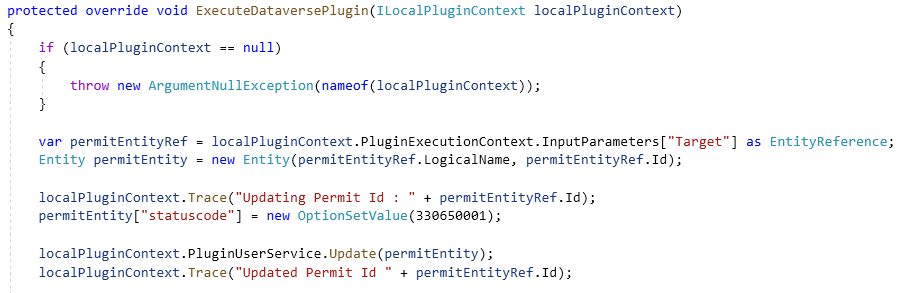 protected override void ExecuteDataversePlugin(ILocalPluginContext localPluginContext)
{
    if (localPluginContext == null)
    {
        throw new ArgumentNullException(nameof(localPluginContext));
    }

    var permitEntityRef = localPluginContext.PluginExecutionContext.InputParameters["Target"] as EntityReference;
    Entity permitEntity = new Entity(permitEntityRef.LogicalName, permitEntityRef.Id);

    localPluginContext.Trace("Updating Permit Id : " + permitEntityRef.Id);
    permitEntity["statuscode"] = new OptionSetValue(330650001);

    localPluginContext.PluginUserService.Update(permitEntity);
    localPluginContext.Trace("Updated Permit Id " + permitEntityRef.Id);